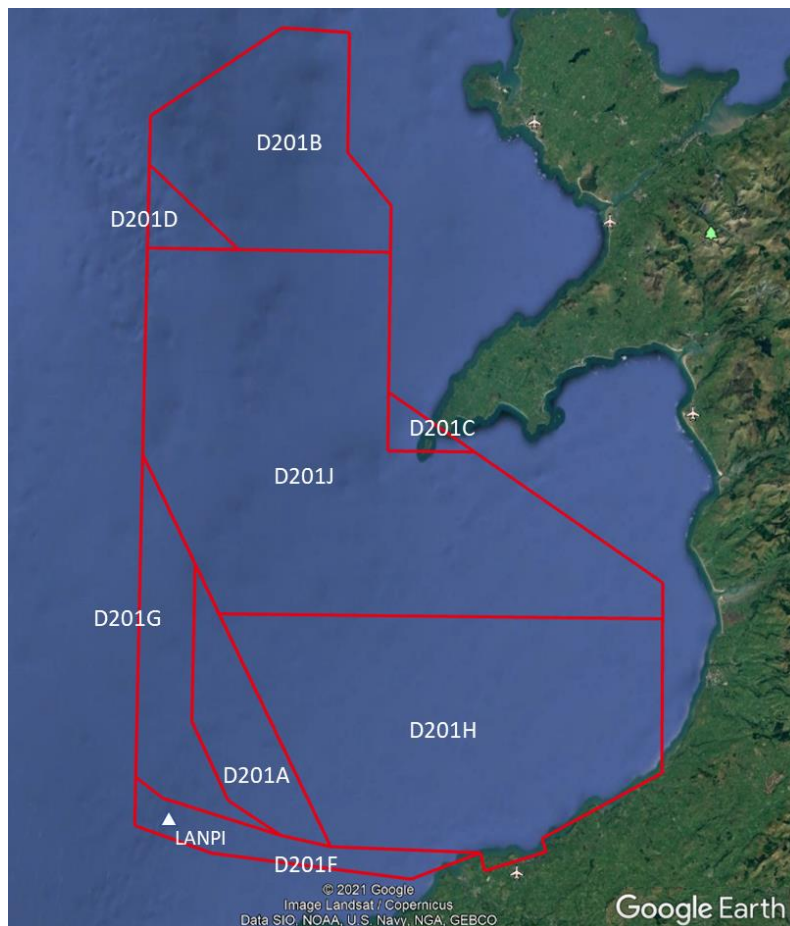 D201B
D201D
D201C
D201J
D201G
D201H
D201A
LANPI
D201F
© 2021 Google
Image Landsat / Copernicus
Data SIO, NOAA, U.S. Navy, NGA, GEBCO
Google Earth